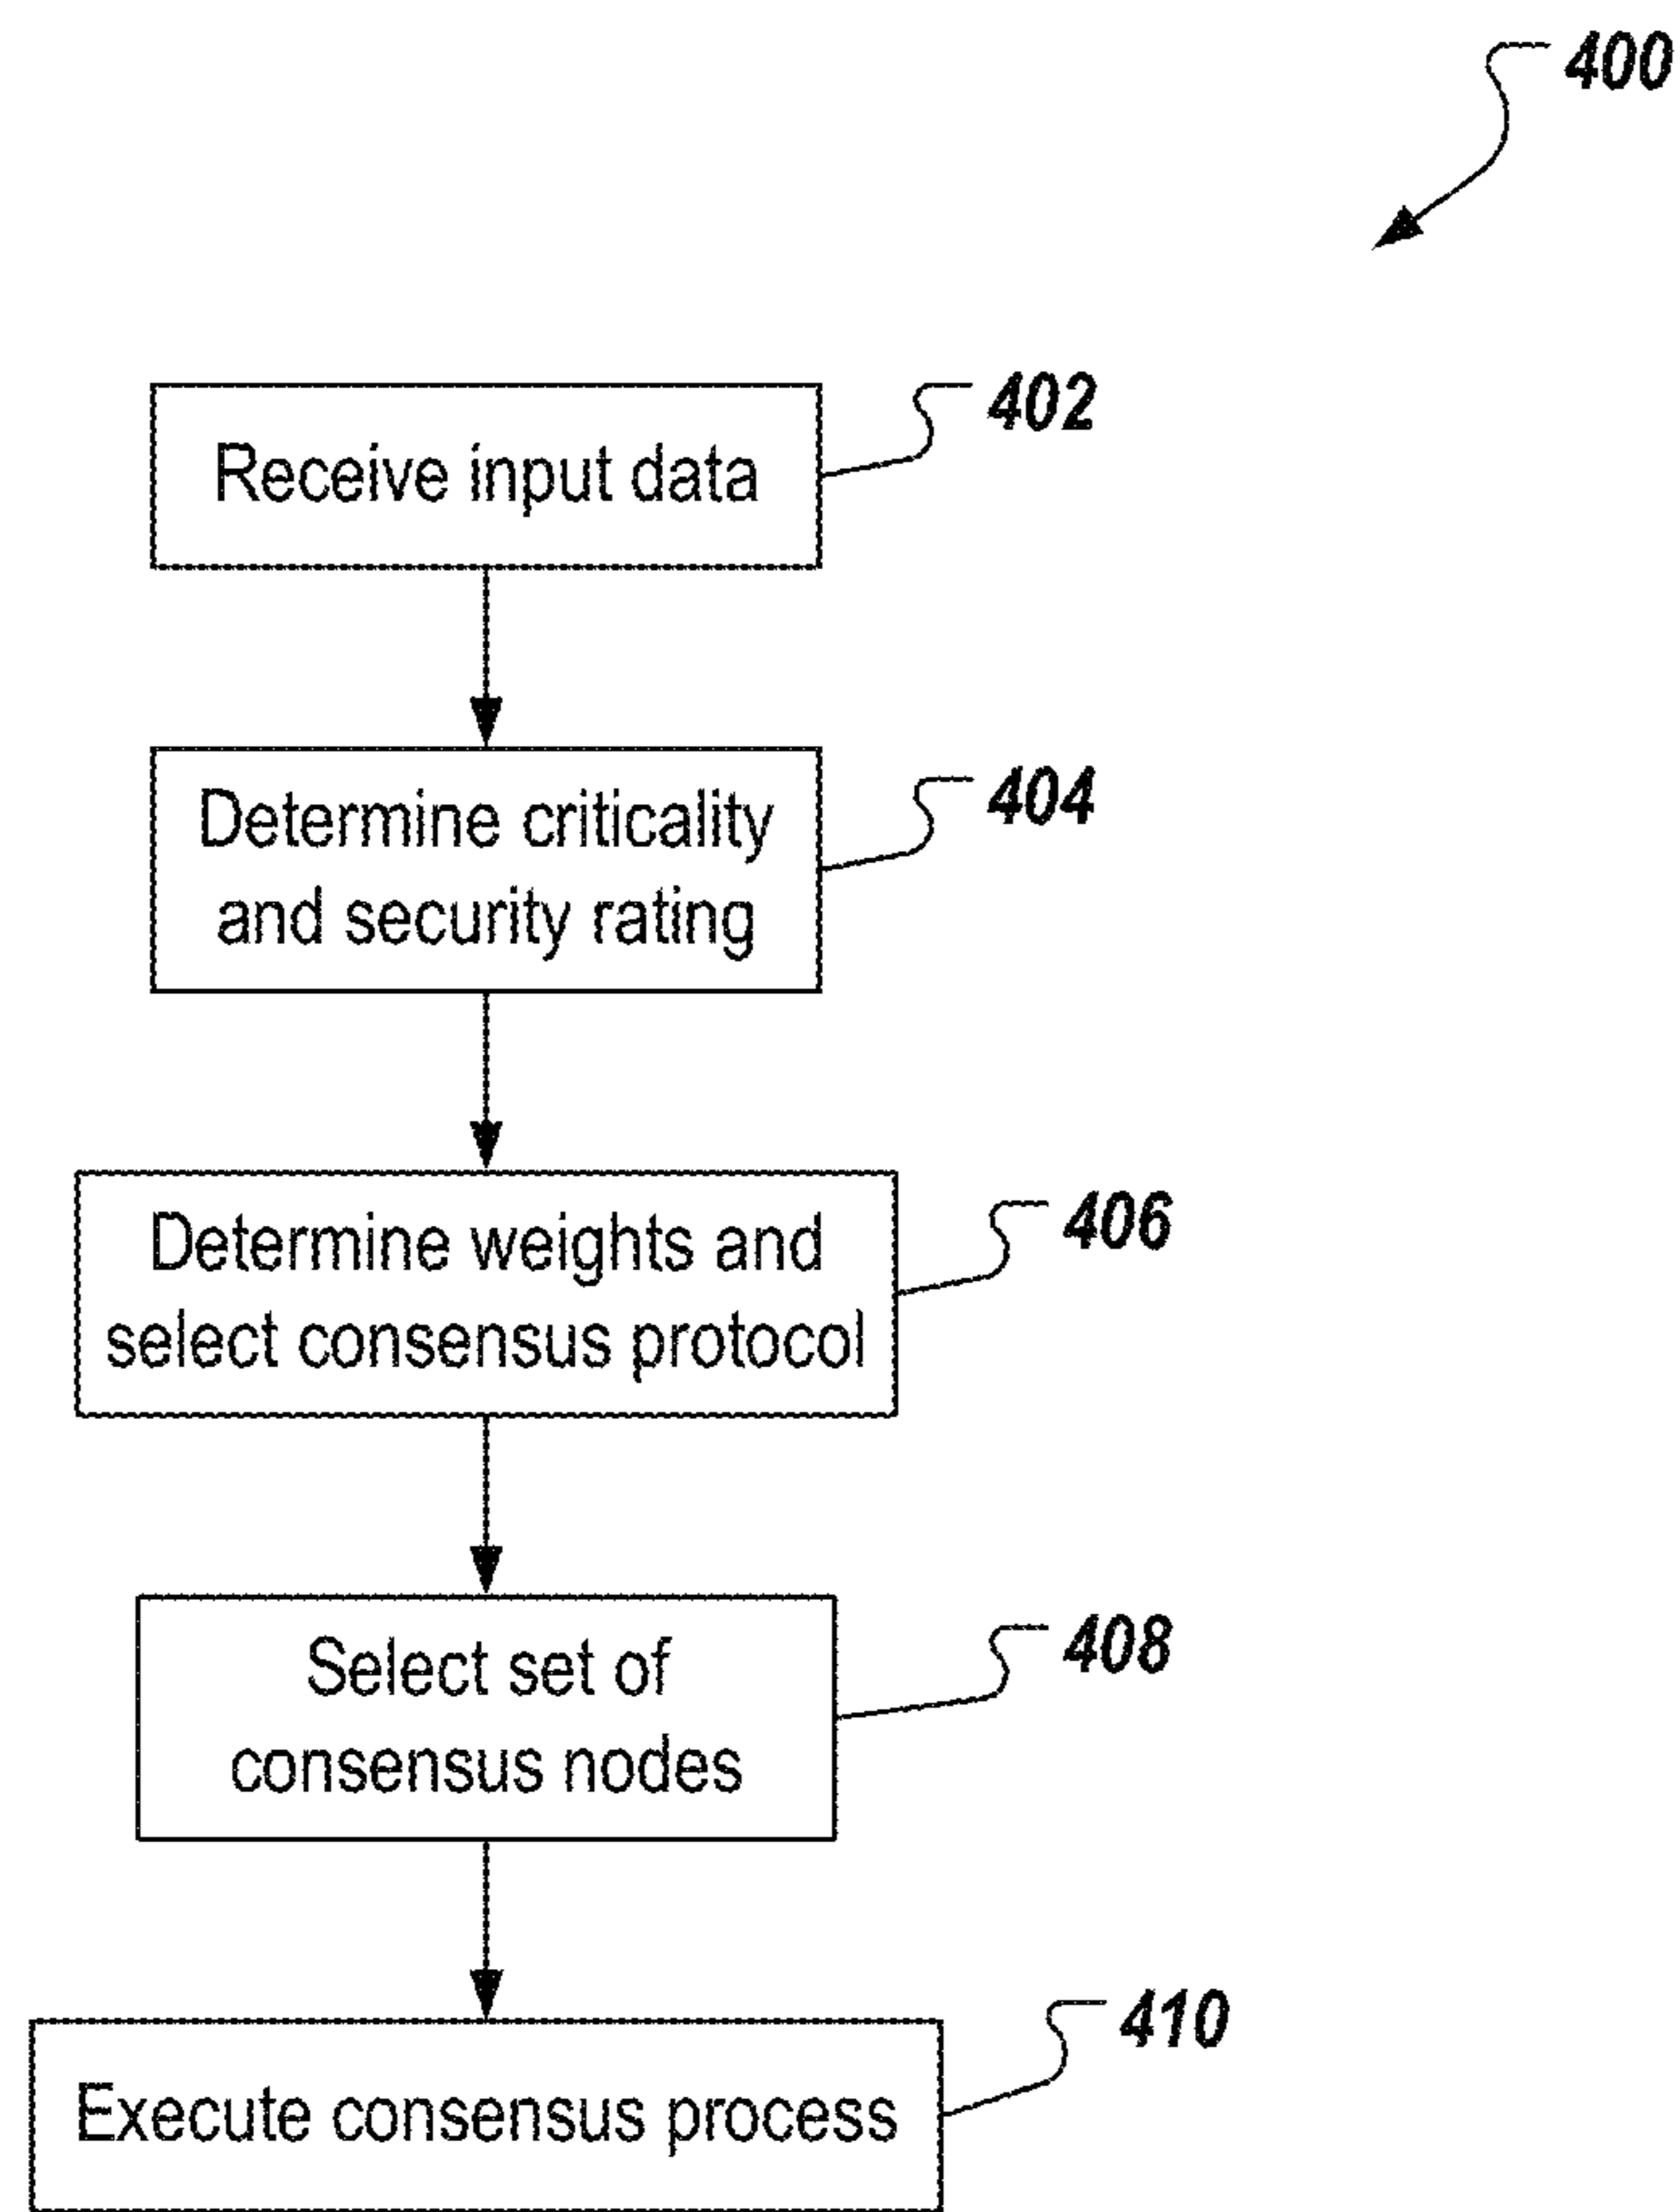 400
Receive input data
402
Determine criticality
and security rating
404
Determine weights and
select consensus protocol
406
Select set of
consensus nodes
408
Execute consensus process
410